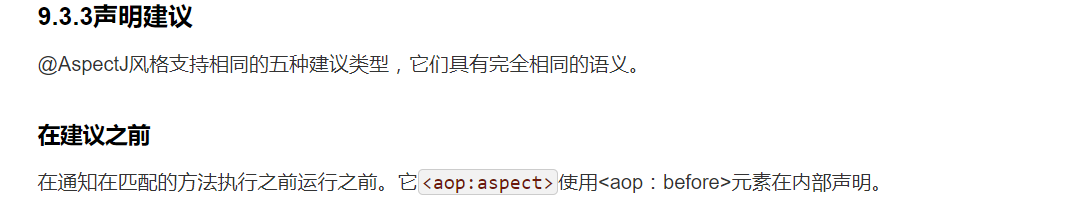 9.3.3声明建议
@AspectJ风格支持相同的五种建议类型，它们具有完全相同的语义。
在建议之前
在通知在匹配的方法执行之前运行之前。它<aop:aspect>使用<aop：before>元素在内部声明。